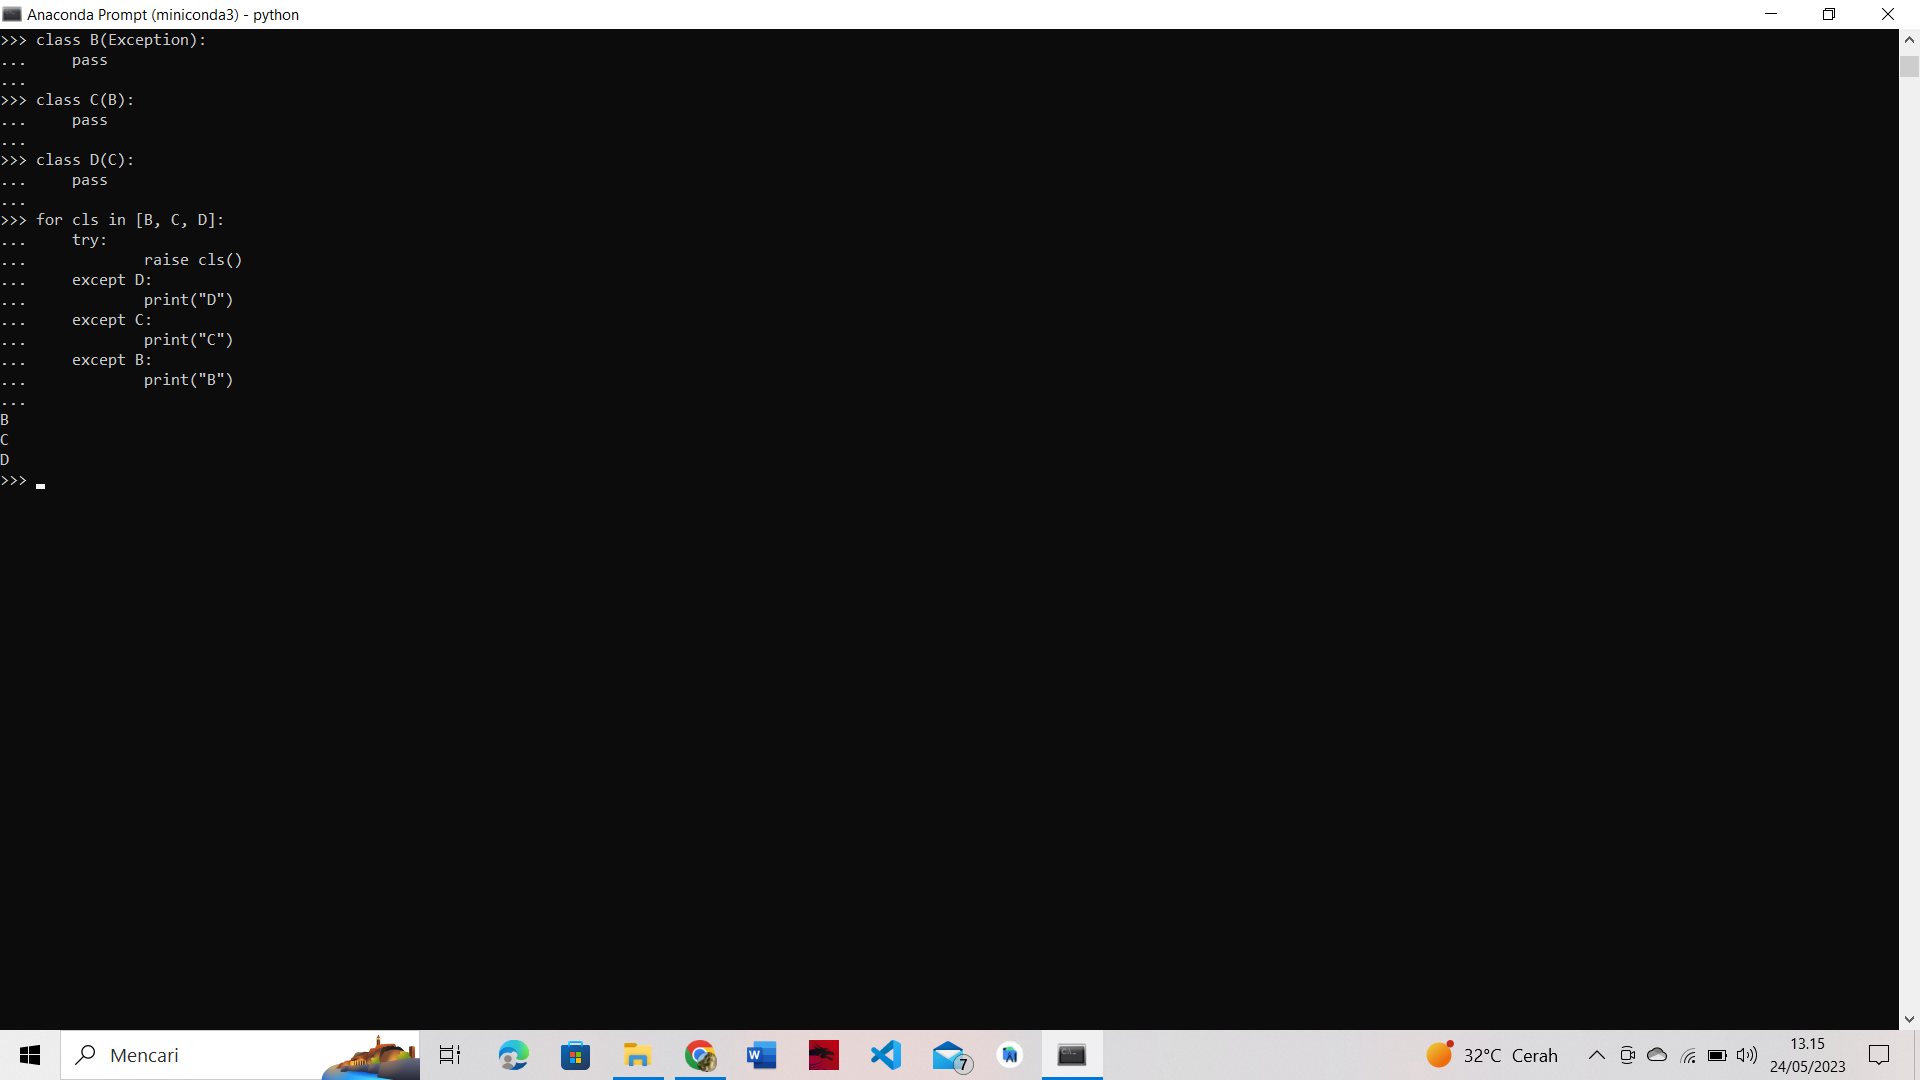 Anaconda Prompt (miniconda3) - python
>>> class B(Exception):
...     pass
...
>>> class C(B):
...     pass
...
>>> class D(C):
...     pass
...
>>> for cls in [B, C, D]:
...     try:
...             raise cls()
...     except D:
...             print("D")
...     except C:
...             print("C")
...     except B:
...             print("B")
...
B
C
D
>>> _
Mencari
7
32°C Cerah
13.15
24/05/2023